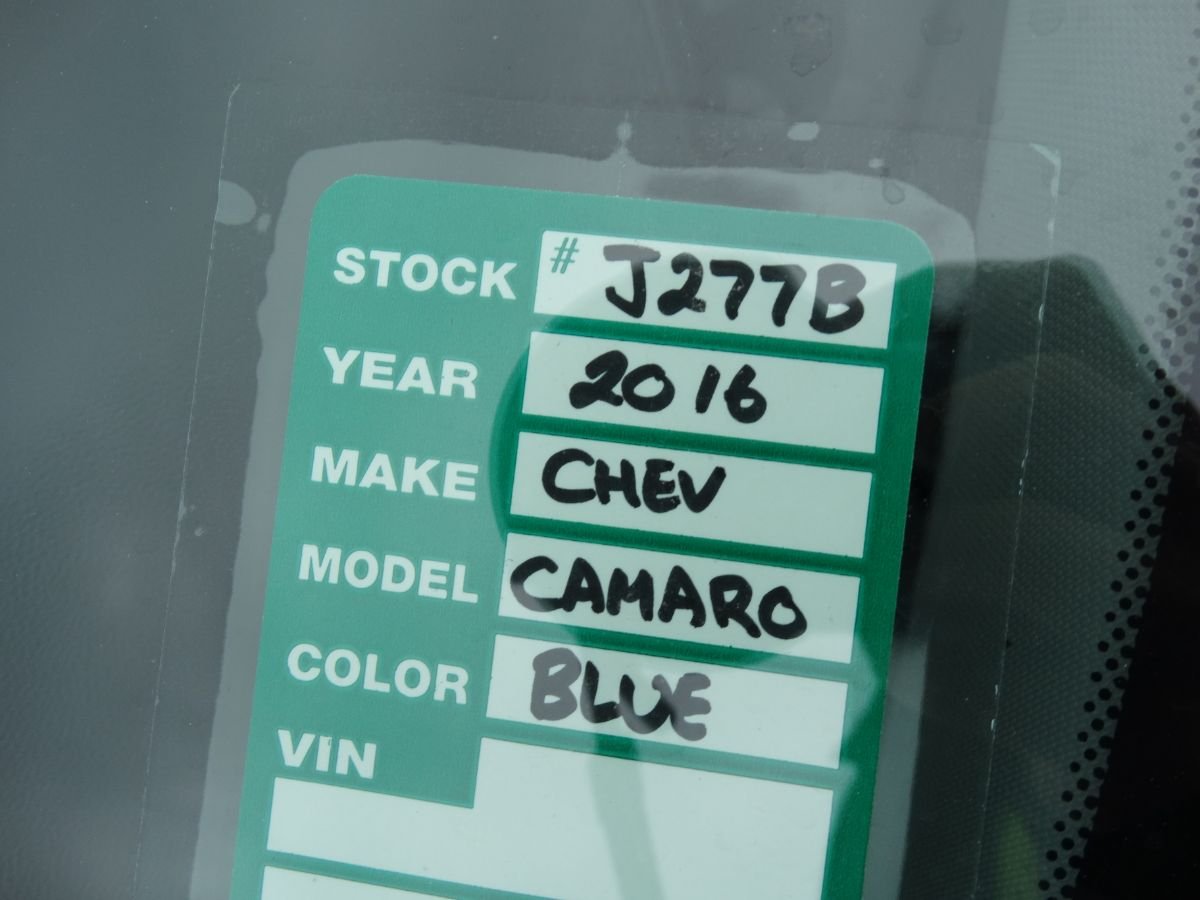 STOCK # J277B
YEAR 2016
MAKE CHEV
MODEL CAMARO
COLOR BLUE
VIN